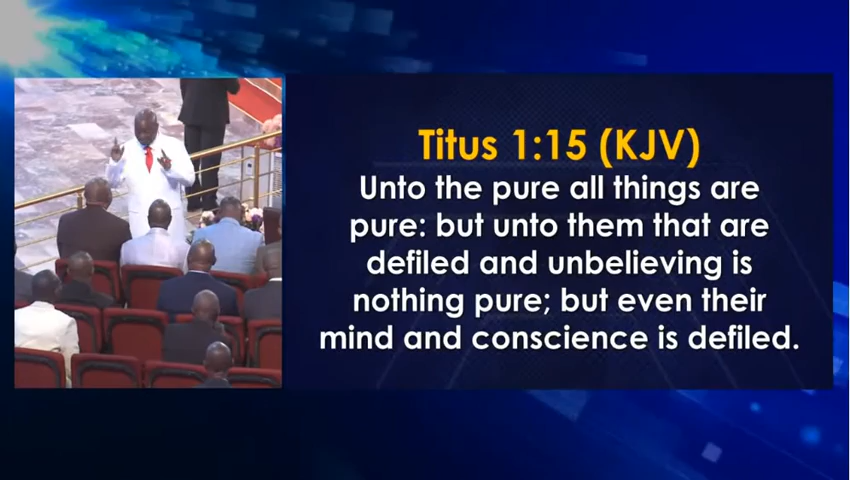 Titus 1:15 (KJV)
Unto the pure all things are
pure: but unto them that are
defiled and unbelieving is
nothing pure; but even their
mind and conscience is defiled.